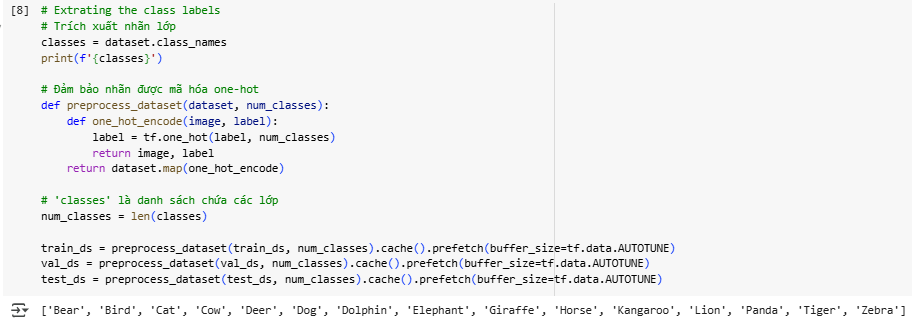 [8] # Extrating the class labels
# Trích xuất nhãn lớp
classes = dataset.class_names
print(f'{classes}')
# Đảm bảo nhãn được mã hóa one-hot
def preprocess_dataset(dataset, num_classes):
def one_hot_encode(image, label):
label = tf.one_hot(label, num_classes)
return image, label
return dataset.map(one_hot_encode)
# 'classes' là danh sách chứa các lớp
num_classes = len(classes)
train_ds = preprocess_dataset(train_ds, num_classes).cache().prefetch(buffer_size=tf.data.AUTOTUNE)
val_ds = preprocess_dataset(val_ds, num_classes).cache().prefetch(buffer_size=tf.data.AUTOTUNE)
test_ds = preprocess_dataset(test_ds, num_classes).cache().prefetch(buffer_size=tf.data.AUTOTUNE)
['Bear', 'Bird', 'Cat', 'Cow', 'Deer', 'Dog', 'Dolphin', 'Elephant', 'Giraffe', 'Horse', 'Kangaroo', 'Lion', 'Panda', 'Tiger', 'Zebra']